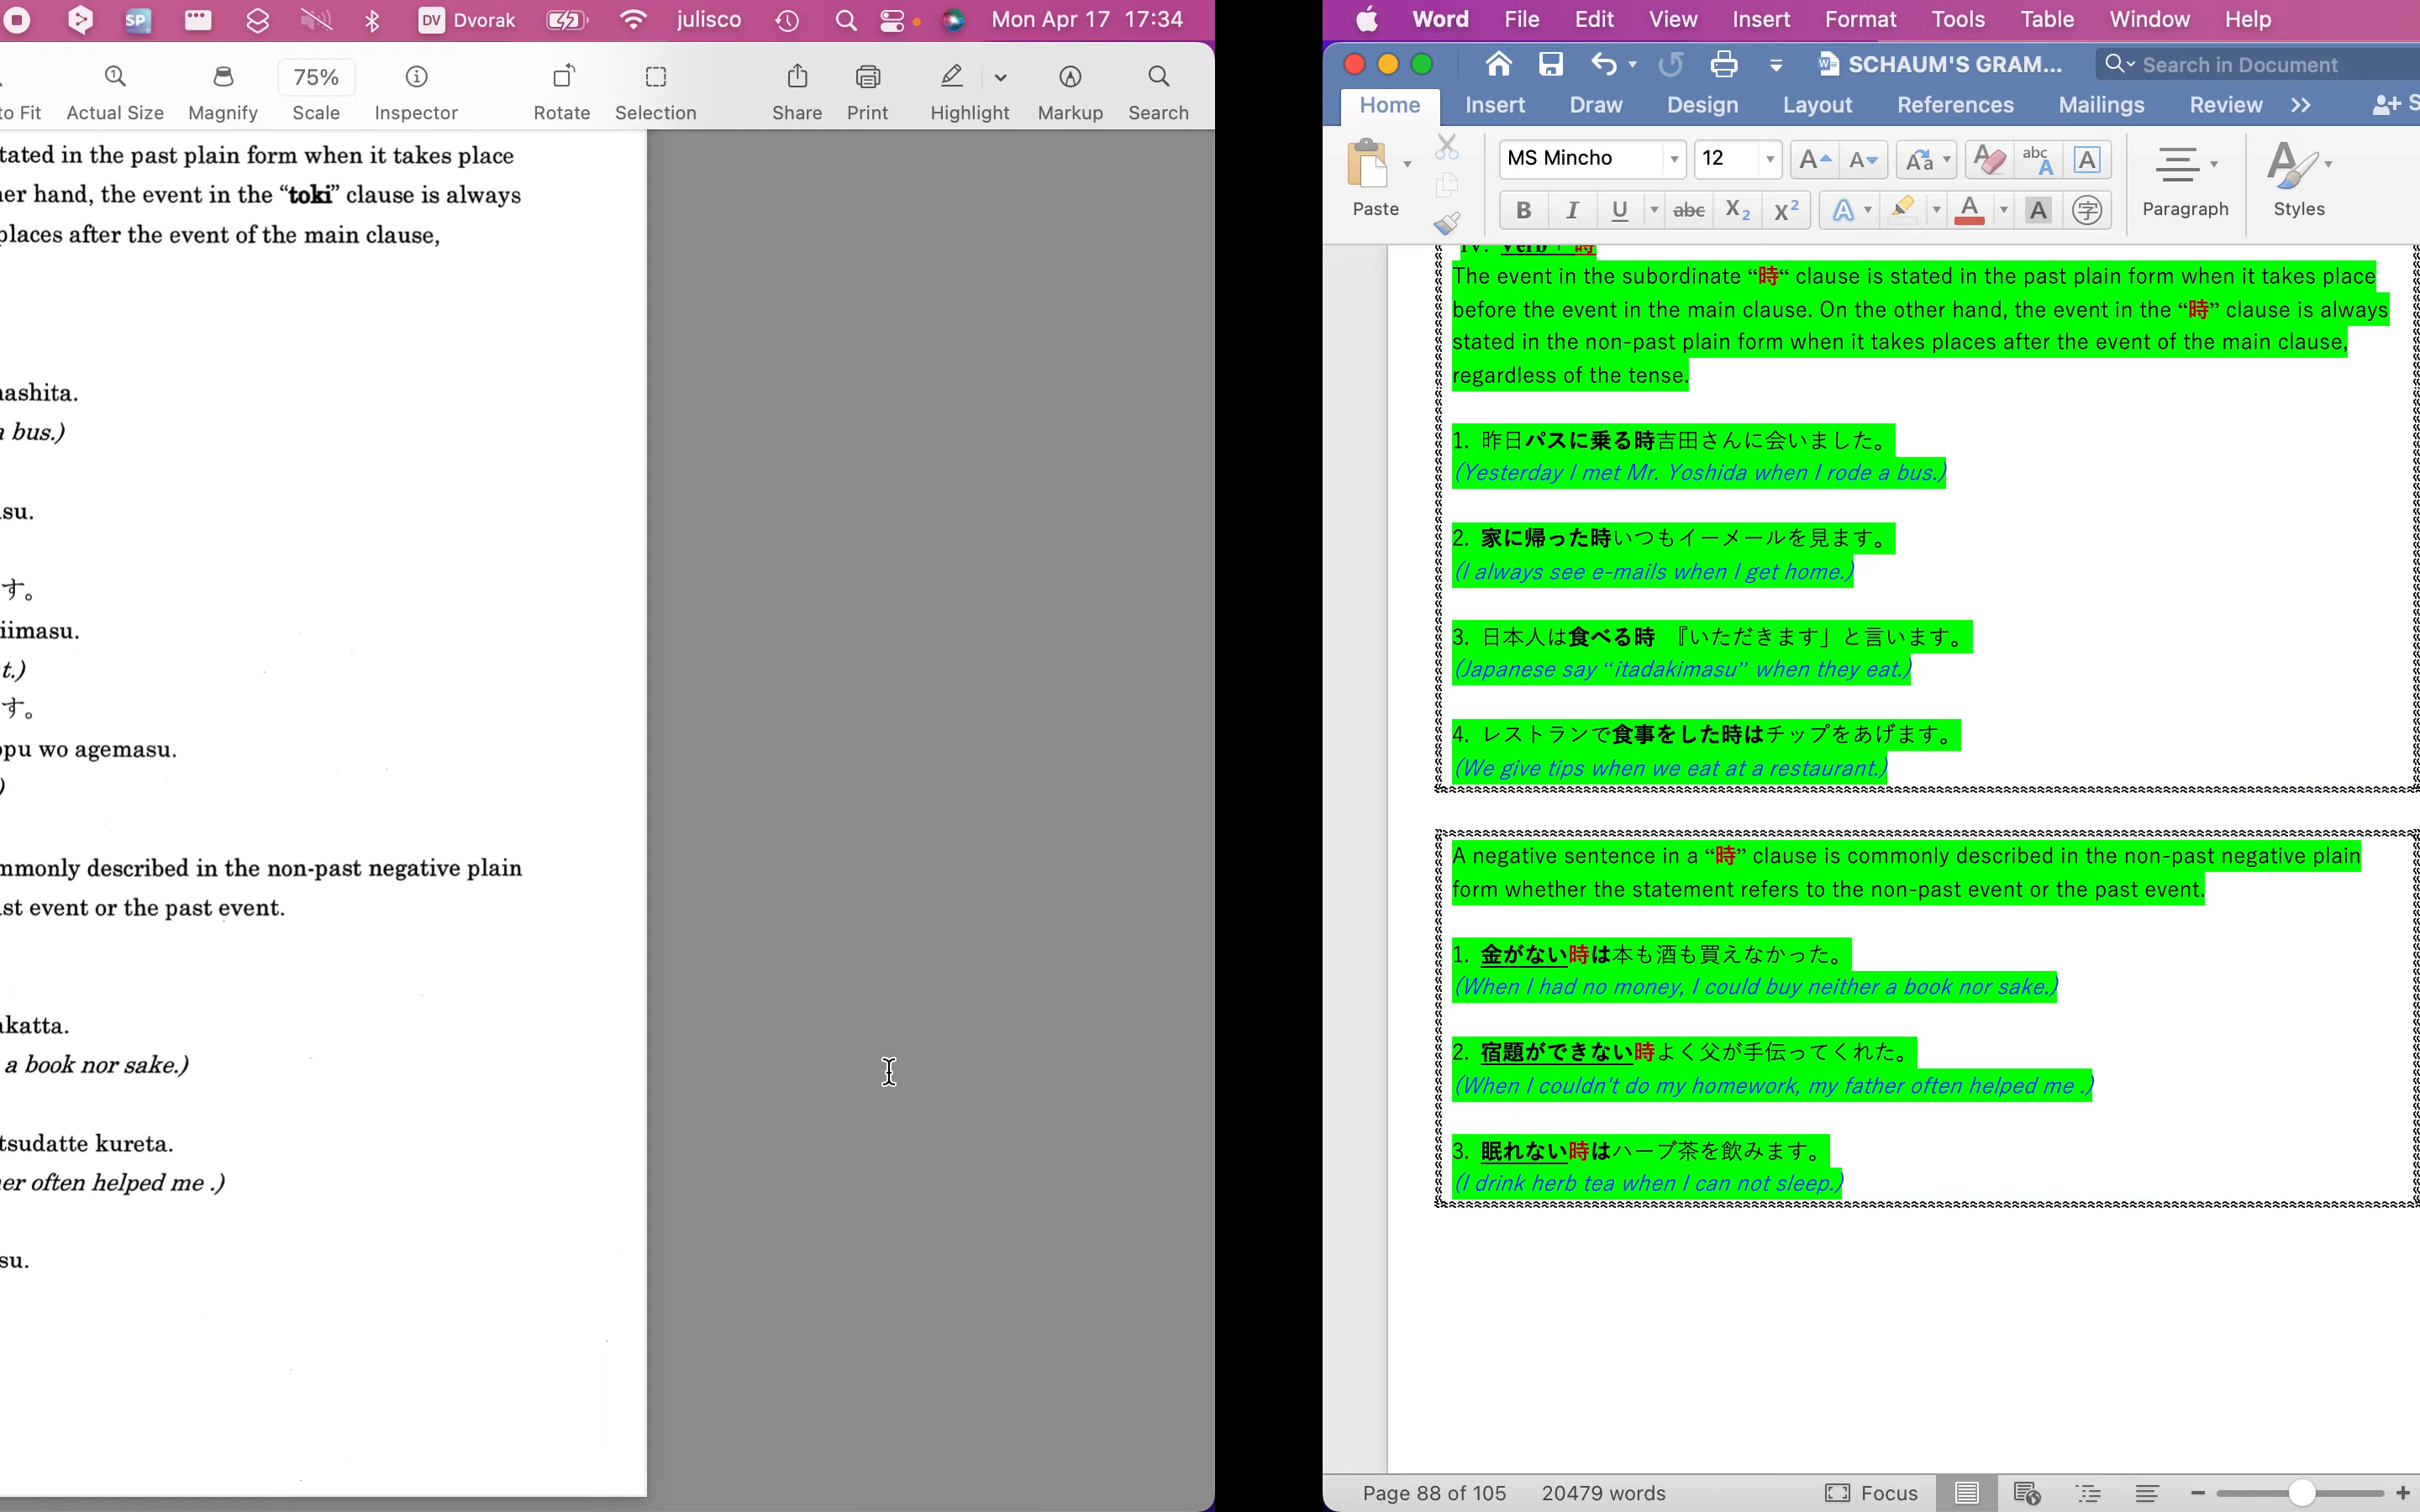 SP
DV Dvorak
julisco
Mon Apr 17 17:34
to Fit
Actual Size
Magnify
75%
Scale
Inspector
Rotate
Selection
Share
Print
Highlight
Markup
Search
tated in the past plain form when it takes place
er hand, the event in the “toki” clause is always
places after the event of the main clause,
ashita.
a bus.)
su.
す。
iimasu.
t.)
す。
ppu wo agemasu.
)
mmonly described in the non-past negative plain
st event or the past event.
akatta.
a book nor sake.)
tsudatte kureta.
er often helped me .)
su.
Word File Edit View Insert Format Tools Table Window Help
SCHAUM'S GRAM...
Search in Document
Home Insert Draw Design Layout References Mailings Review
Paste
MS Mincho
12
Paragraph
Styles
IV. Verb + 時
The event in the subordinate “時“ clause is stated in the past plain form when it takes place
before the event in the main clause. On the other hand, the event in the “時” clause is always
stated in the non-past plain form when it takes places after the event of the main clause,
regardless of the tense.
1. 昨日パスに乗る時吉田さんに会いました。
(Yesterday I met Mr. Yoshida when I rode a bus.)
2. 家に帰った時いつもイーメールを見ます。
(I always see e-mails when I get home.)
3. 日本人は食べる時 『いただきます」と言います。
(Japanese say “itadakimasu” when they eat.)
4. レストランで食事をした時はチップをあげます。
(We give tips when we eat at a restaurant.)
A negative sentence in a “時” clause is commonly described in the non-past negative plain
form whether the statement refers to the non-past event or the past event.
1. 金がない時は本も酒も買えなかった。
(When I had no money, I could buy neither a book nor sake.)
2. 宿題ができない時よく父が手伝ってくれた。
(When I couldn't do my homework, my father often helped me .)
3. 眠れない時はハーブ茶を飲みます。
(I drink herb tea when I can not sleep.)
Page 88 of 105
20479 words
Focus